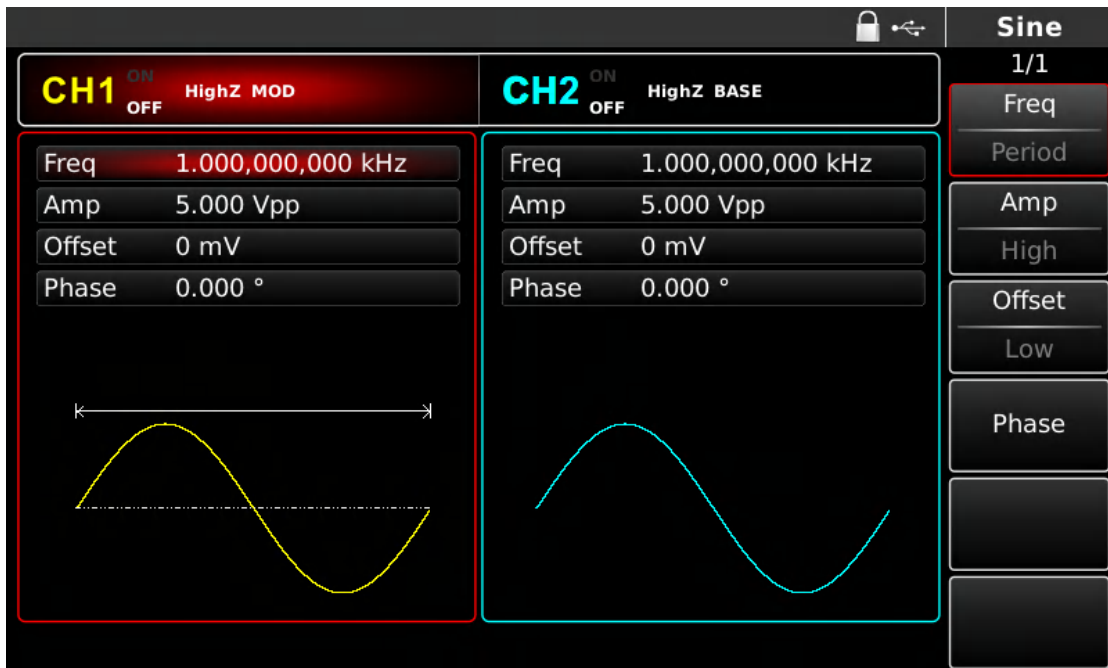 Sine
1/1
CH1 ON OFF HighZ MOD
CH2 ON OFF HighZ BASE
Freq 1.000,000,000 kHz
Amp 5.000 Vpp
Offset 0 mV
Phase 0.000 °
Freq 1.000,000,000 kHz
Amp 5.000 Vpp
Offset 0 mV
Phase 0.000 °
Freq
Period
Amp
High
Offset
Low
Phase